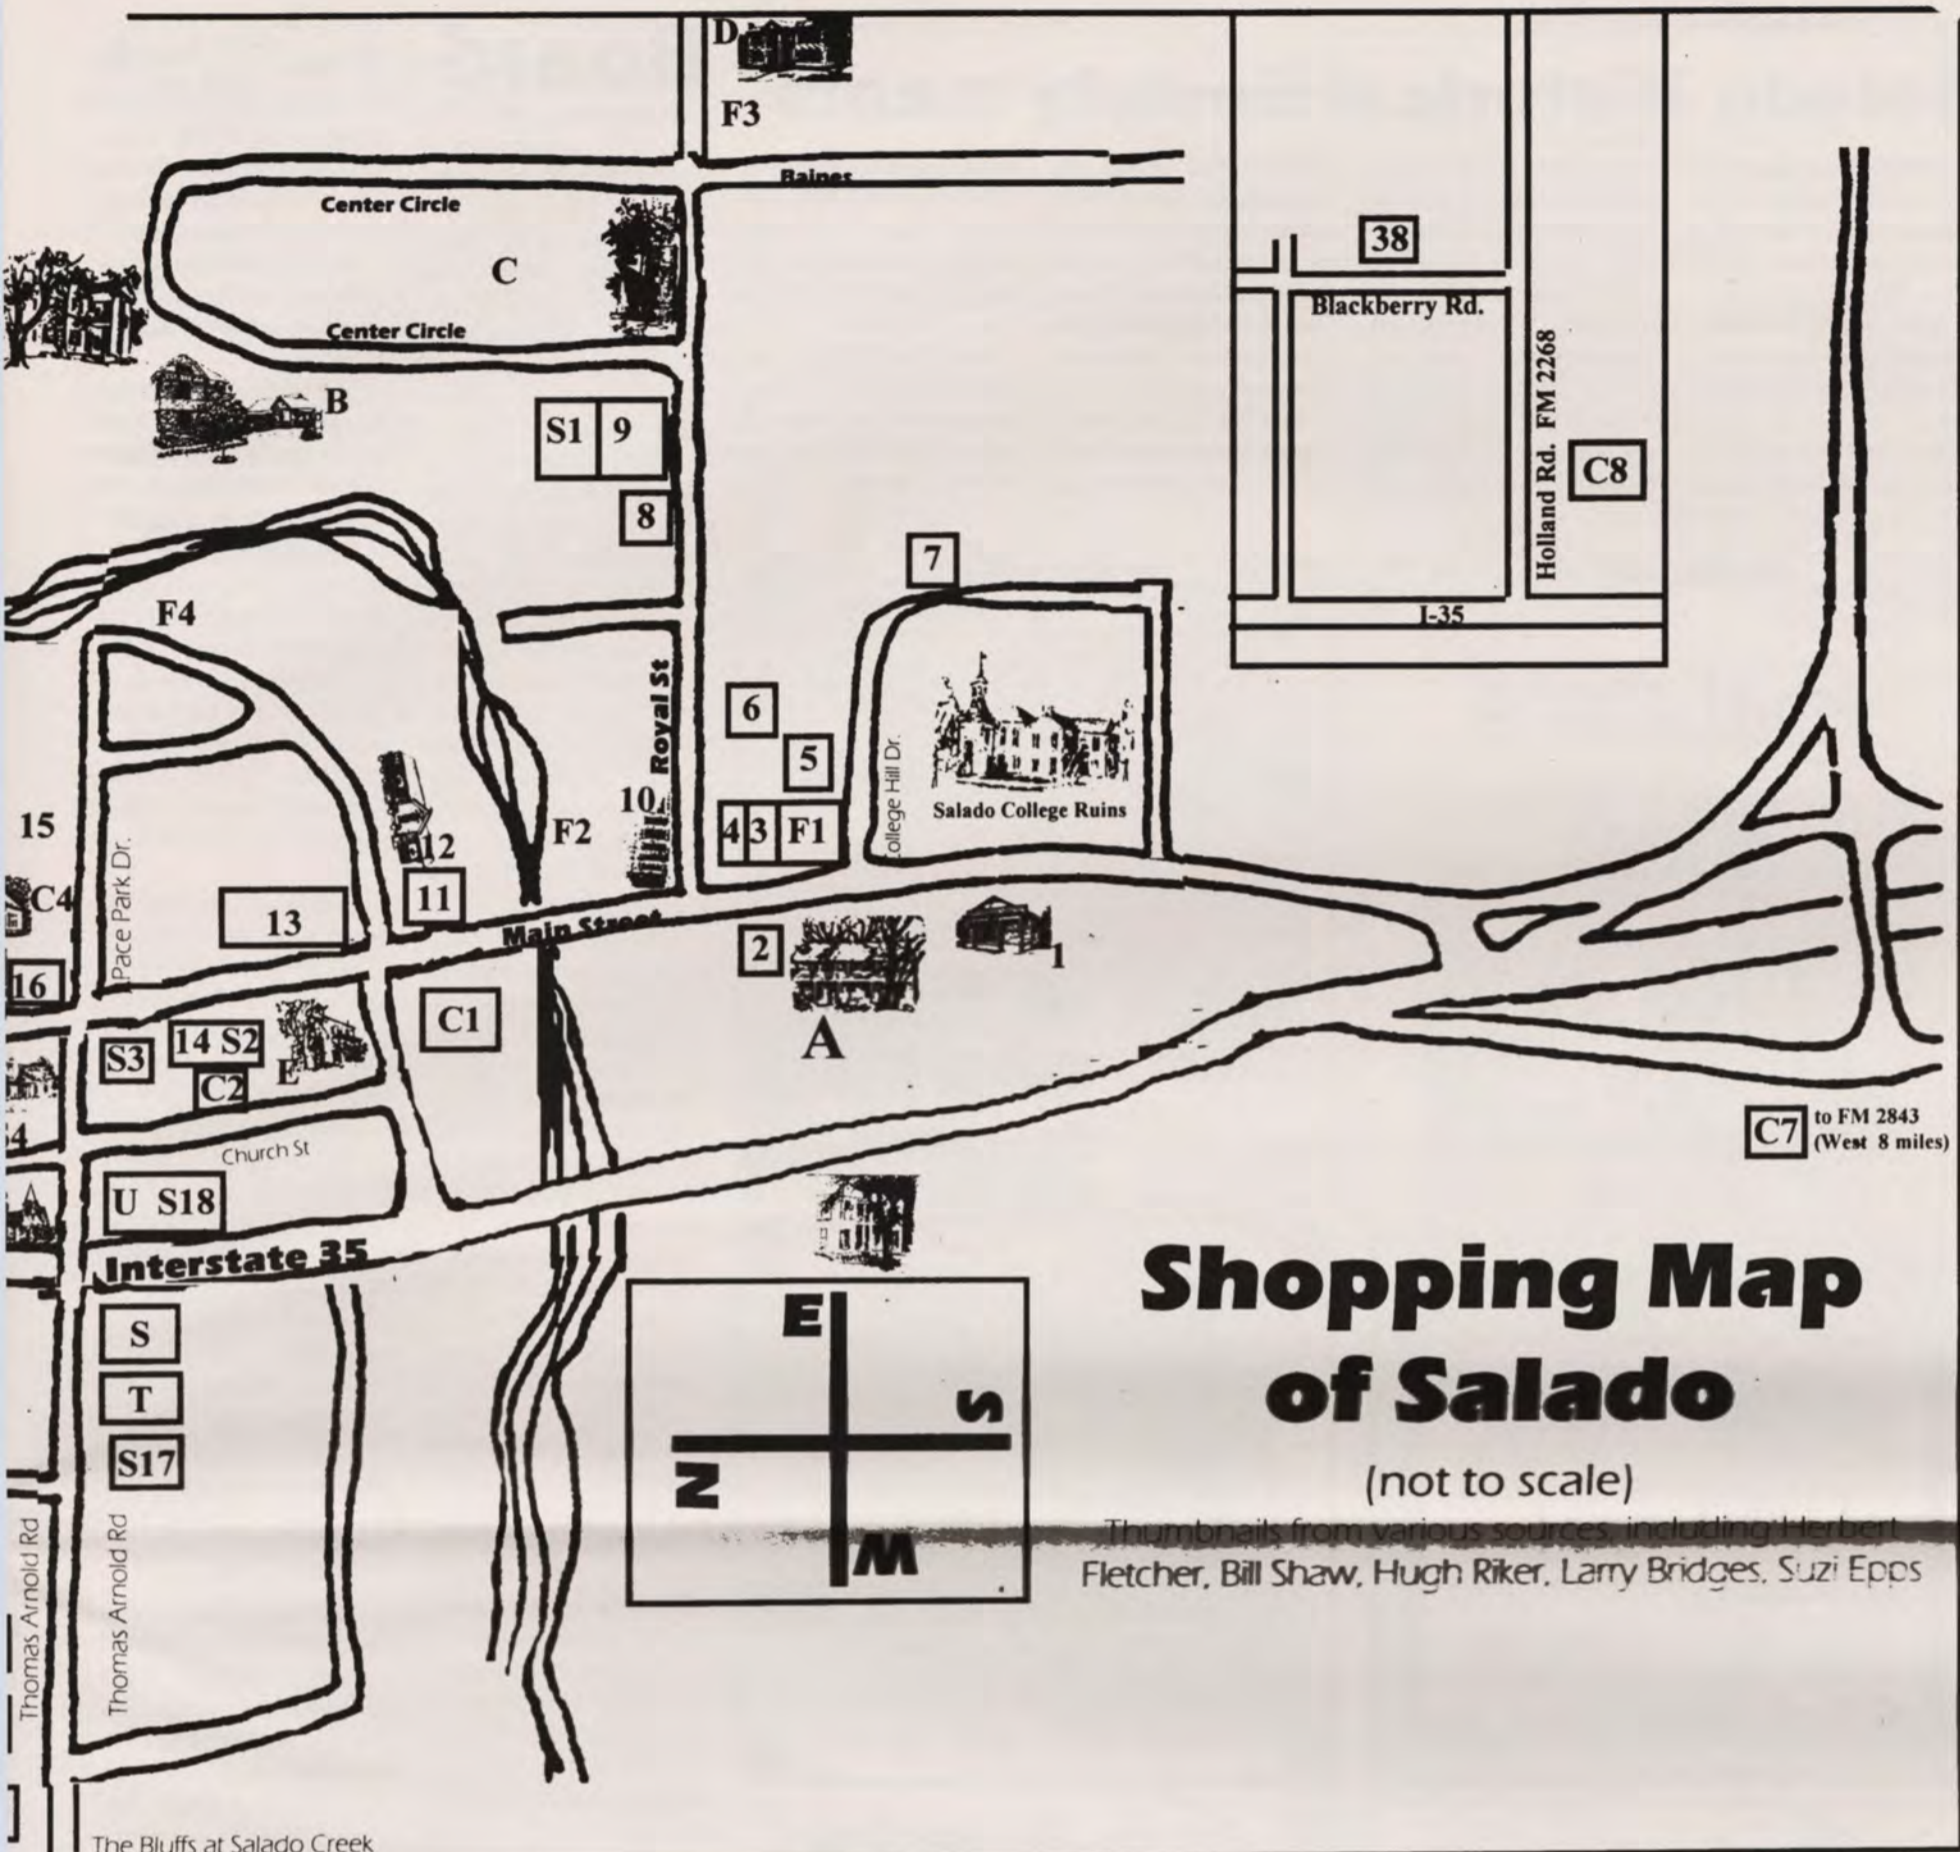 D
F3
Baines
Center Circle
C
Center Circle
B
S1 9
8
38
Blackberry Rd.
Holland Rd. FM 2268
C8
I-35
7
F4
Royal St
6
5
10
4 3 F1
College Hill Dr.
Salado College Ruins
F2
15
12
C4
11
Pace Park Dr.
13
Main Street
2
1
16
C1
A
S3
14 S2
E
C2
Church St
U S18
C7
to FM 2843
(West 8 miles)
Interstate 35
S
T
S17
Thomas Arnold Rd
Thomas Arnold Rd
E
S
N
W
Shopping Map
of Salado
(not to scale)
Thumbnails from various sources, including Herbert
Fletcher, Bill Shaw, Hugh Riker, Larry Bridges, Suzi Epps
The Bluffs at Salado Creek